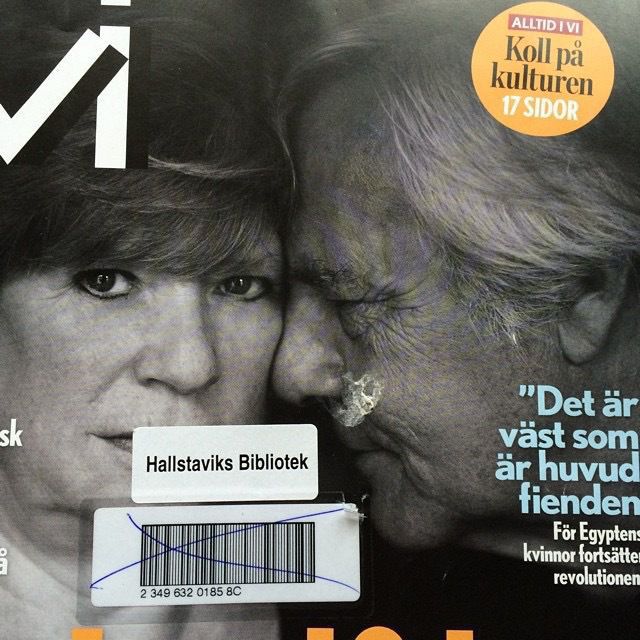 vi
ALLTID I VI
Koll på
kulturen
17 SIDOR
”Det är
väst som
är huvud
fienden
För Egyptens
kvinnor fortsätter
revolutionen
sk
Hallstaviks Bibliotek
2 349 632 0185 8C
å